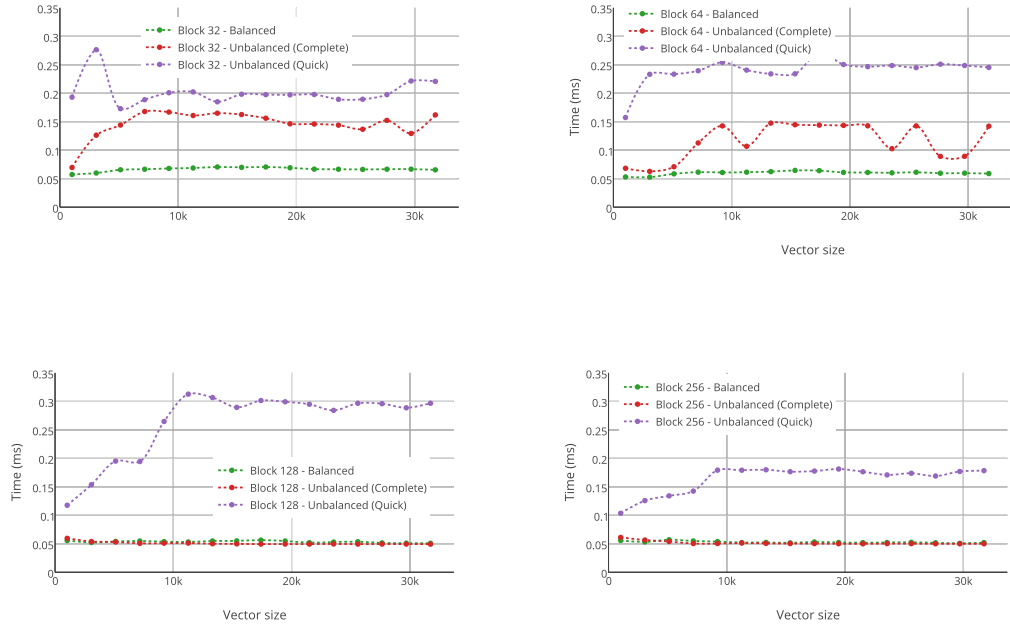 0.35
0.3
0.25
0.2
0.15
0.1
0.05
0
0
10k
20k
30k
Block 32 - Balanced
Block 32 - Unbalanced (Complete)
Block 32 - Unbalanced (Quick)
0.35
0.3
0.25
0.2
0.15
0.1
0.05
0
0
10k
20k
30k
Block 64 - Balanced
Block 64 - Unbalanced (Complete)
Block 64 - Unbalanced (Quick)
Time (ms)
Vector size
0.35
0.3
0.25
0.2
0.15
0.1
0.05
0
0
10k
20k
30k
Block 128 - Balanced
Block 128 - Unbalanced (Complete)
Block 128 - Unbalanced (Quick)
Time (ms)
Vector size
0.35
0.3
0.25
0.2
0.15
0.1
0.05
0
0
10k
20k
30k
Block 256 - Balanced
Block 256 - Unbalanced (Complete)
Block 256 - Unbalanced (Quick)
Time (ms)
Vector size